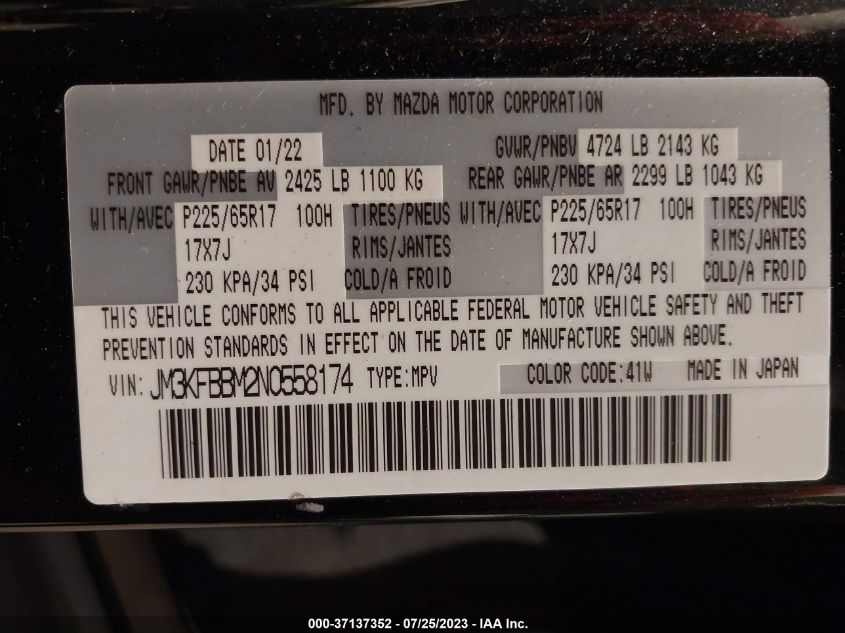 MFD. BY MAZDA MOTOR CORPORATION
DATE 01/22 GVWR/PNBV 4724 LB 2143 KG
FRONT GAWR/PNBE AV 2425 LB 1100 KG REAR GAWR/PNBE AR 2299 LB 1043 KG
WITH/AVEC P225/65R17 100H TIRES/PNEUS WITH/AVEC P225/65R17 100H TIRES/PNEUS
17X7J RIMS/JANTES 17X7J RIMS/JANTES
230 KPA/34 PSI COLD/A FROID 230 KPA/34 PSI COLD/A FROID
THIS VEHICLE CONFORMS TO ALL APPLICABLE FEDERAL MOTOR VEHICLE SAFETY AND THEFT
PREVENTION STANDARDS IN EFFECT ON THE DATE OF MANUFACTURE SHOWN ABOVE.
VIN: JM3KFBBM2N0558174 TYPE:MPV COLOR CODE:41W MADE IN JAPAN
000-37137352 - 07/25/2023 - IAA Inc.